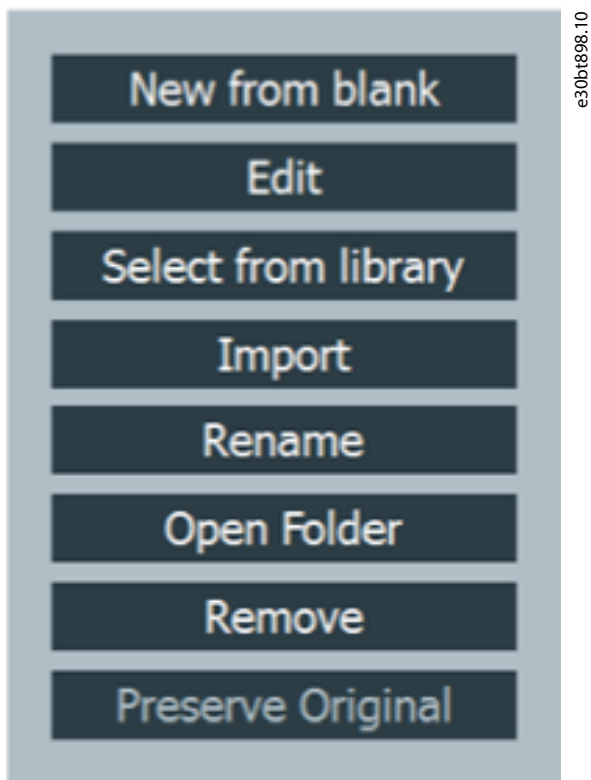 New from blank
Edit
Select from library
Import
Rename
Open Folder
Remove
Preserve Original
e30bt898.10